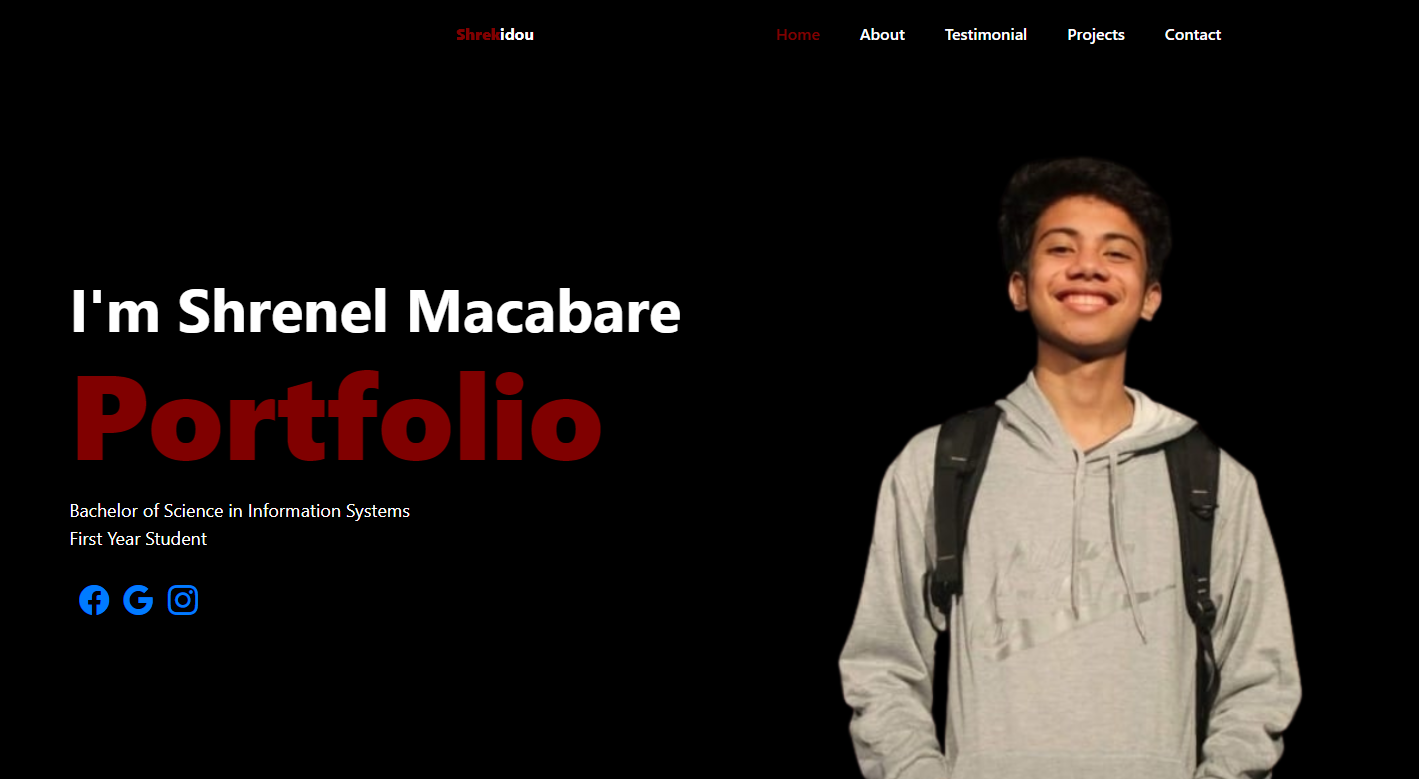 Shrekidou
Home About Testimonial Projects Contact
I'm Shrenel Macabare
Portfolio
Bachelor of Science in Information Systems
First Year Student